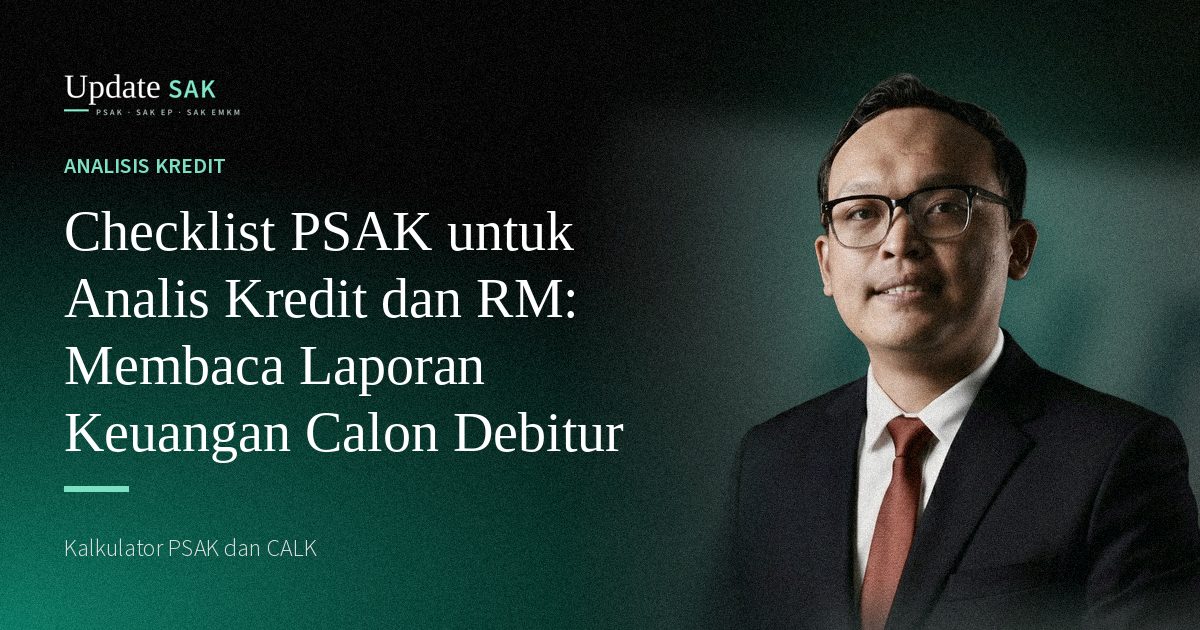 Update SAK
PSAK · SAK EP · SAK EMKM
ANALISIS KREDIT
Checklist PSAK untuk
Analis Kredit dan RM:
Membaca Laporan
Keuangan Calon Debitur
Kalkulator PSAK dan CALK